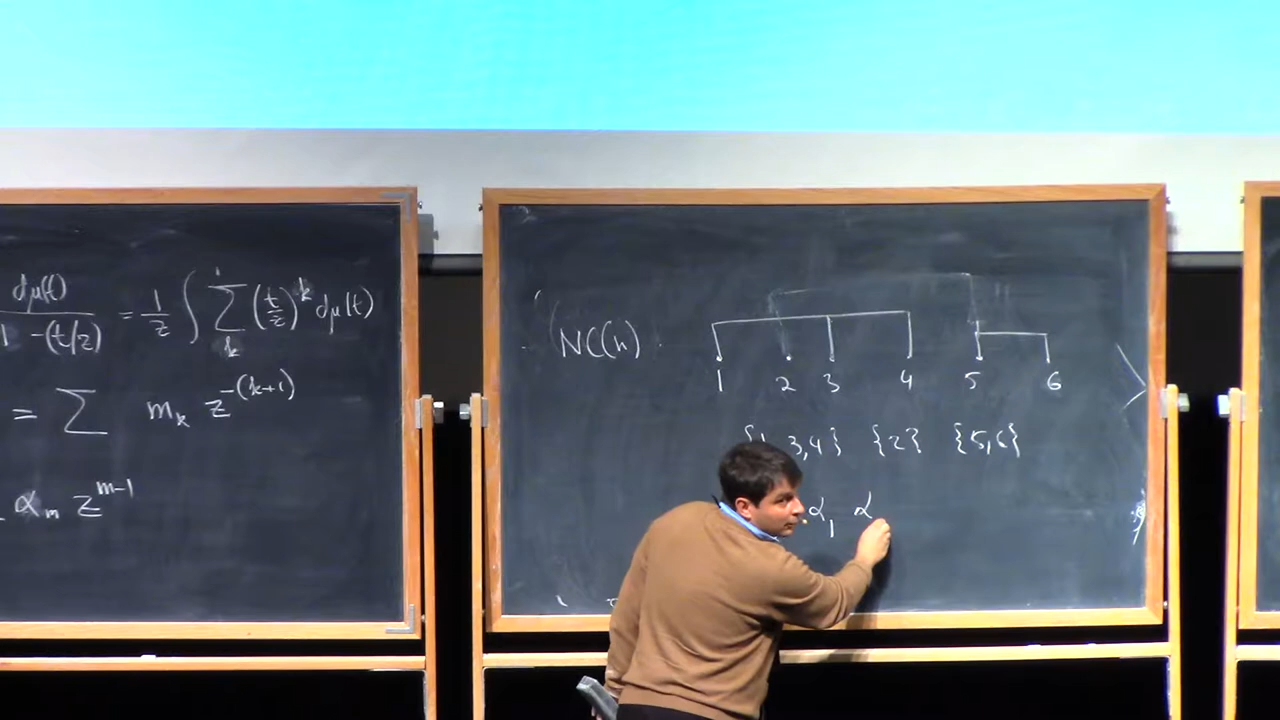 dμ(t) / 1-(t/z) = 1/z ∫ Σ_k (t/z)^k dμ(t)
= Σ m_k z^{-(k+1)}
α_m z^{m-1}
NC(n)
1 2 3 4 5 6
3,4} {2} {5,6}
α_1 α